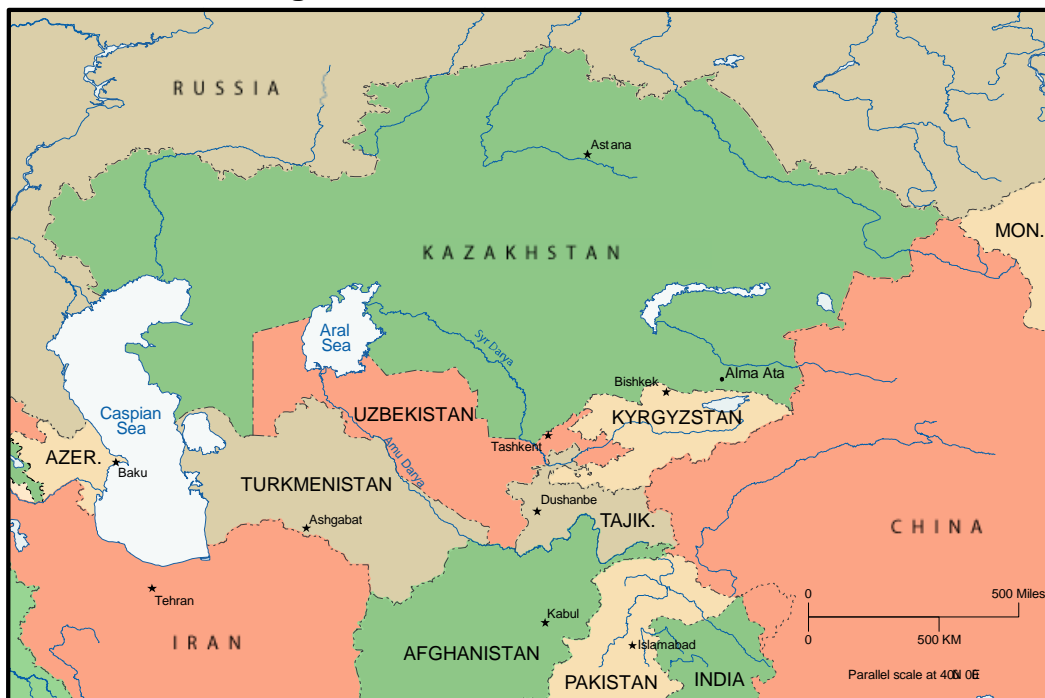 RUSSIA
Astana
MON.
KAZAKHSTAN
Aral
Sea
Syr Darya
Alma Ata
Bishkek
Caspian
Sea
UZBEKISTAN
KYRGYZSTAN
Tashkent
Amu Darya
AZER.
Baku
TURKMENISTAN
Dushanbe
TAJIK.
Ashgabat
CHINA
Tehran
0 500 Miles
0 500 KM
Kabul
IRAN
AFGHANISTAN
Islamabad
PAKISTAN
INDIA
Parallel scale at